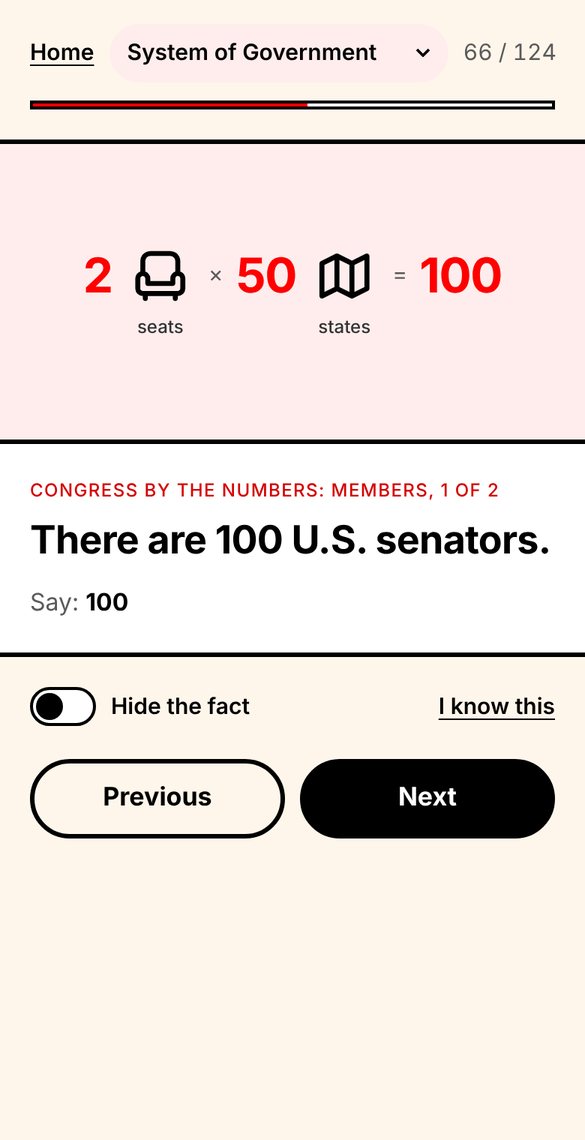 Home System of Government 66 / 124
2 × 50 = 100
seats states
CONGRESS BY THE NUMBERS: MEMBERS, 1 OF 2
There are 100 U.S. senators.
Say: 100
Hide the fact I know this
Previous Next